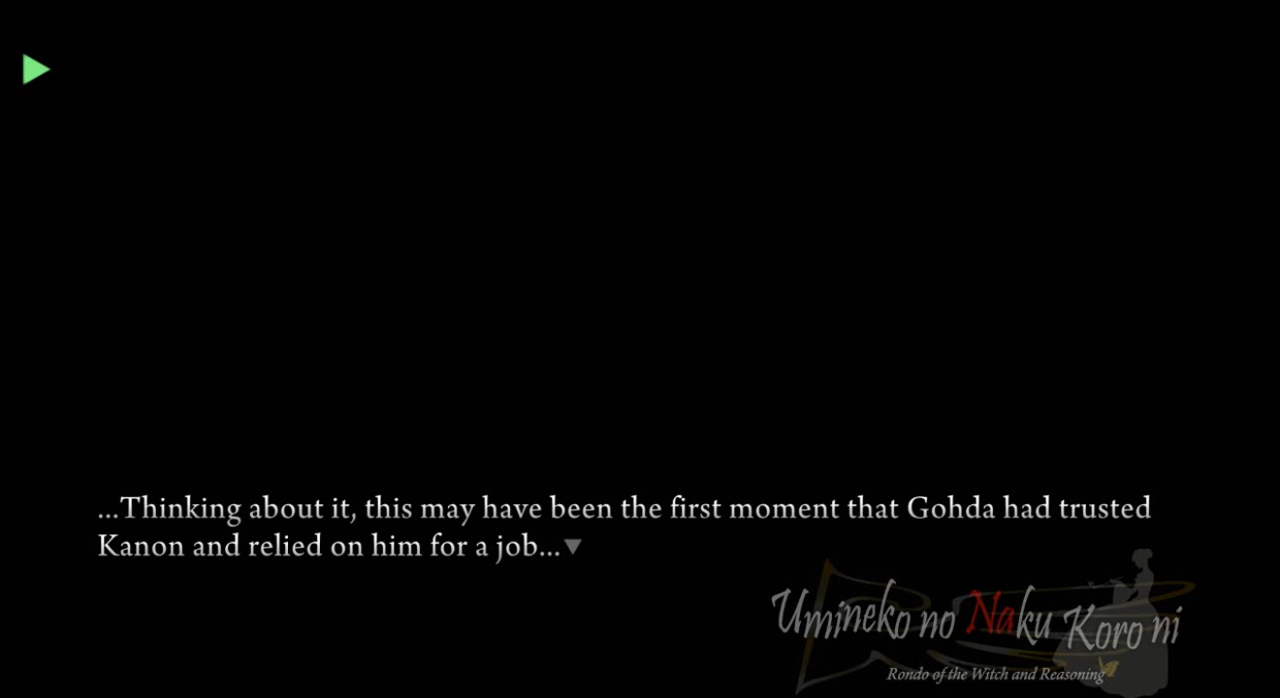 ...Thinking about it, this may have been the first moment that Gohda had trusted
Kanon and relied on him for a job...
Umineko no Naku Koro ni
Rondo of the Witch and Reasoning